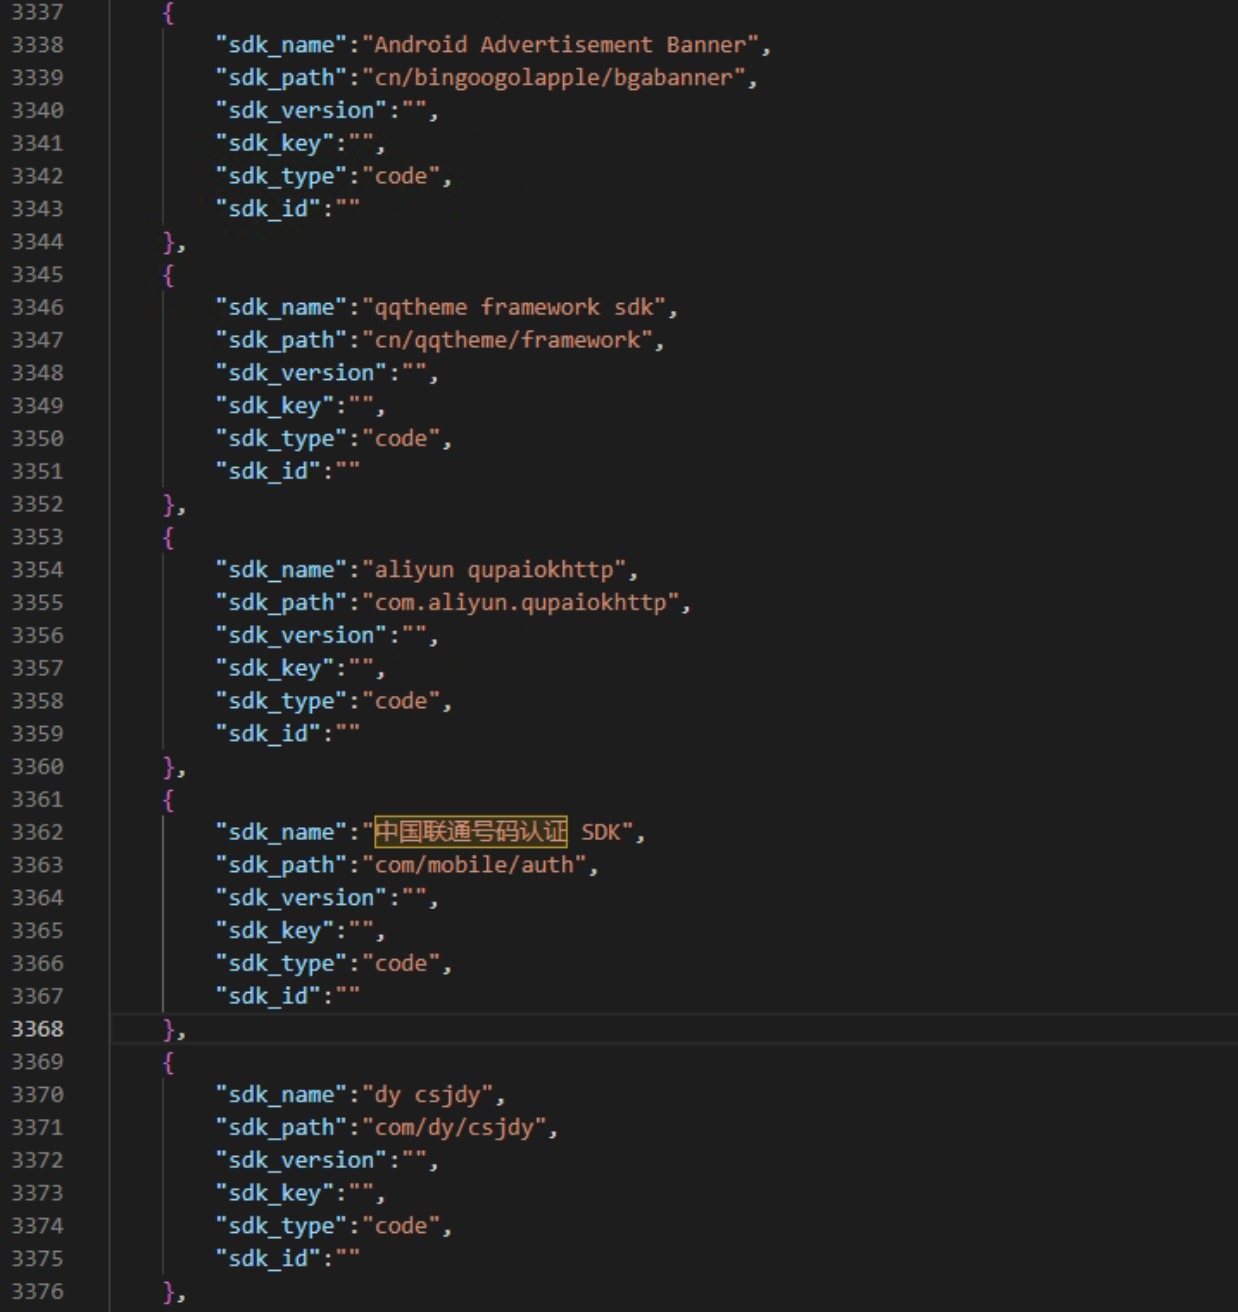 3337 {
3338 "sdk_name":"Android Advertisement Banner",
3339 "sdk_path":"cn/bingoogolapple/bgabanner",
3340 "sdk_version":"",
3341 "sdk_key":"",
3342 "sdk_type":"code",
3343 "sdk_id":""
3344 },
3345 {
3346 "sdk_name":"qqtheme framework sdk",
3347 "sdk_path":"cn/qqtheme/framework",
3348 "sdk_version":"",
3349 "sdk_key":"",
3350 "sdk_type":"code",
3351 "sdk_id":""
3352 },
3353 {
3354 "sdk_name":"aliyun qupaiokhttp",
3355 "sdk_path":"com.aliyun.qupaiokhttp",
3356 "sdk_version":"",
3357 "sdk_key":"",
3358 "sdk_type":"code",
3359 "sdk_id":""
3360 },
3361 {
3362 "sdk_name":"中国联通号码认证 SDK",
3363 "sdk_path":"com/mobile/auth",
3364 "sdk_version":"",
3365 "sdk_key":"",
3366 "sdk_type":"code",
3367 "sdk_id":""
3368 },
3369 {
3370 "sdk_name":"dy csjdy",
3371 "sdk_path":"com/dy/csjdy",
3372 "sdk_version":"",
3373 "sdk_key":"",
3374 "sdk_type":"code",
3375 "sdk_id":""
3376 },